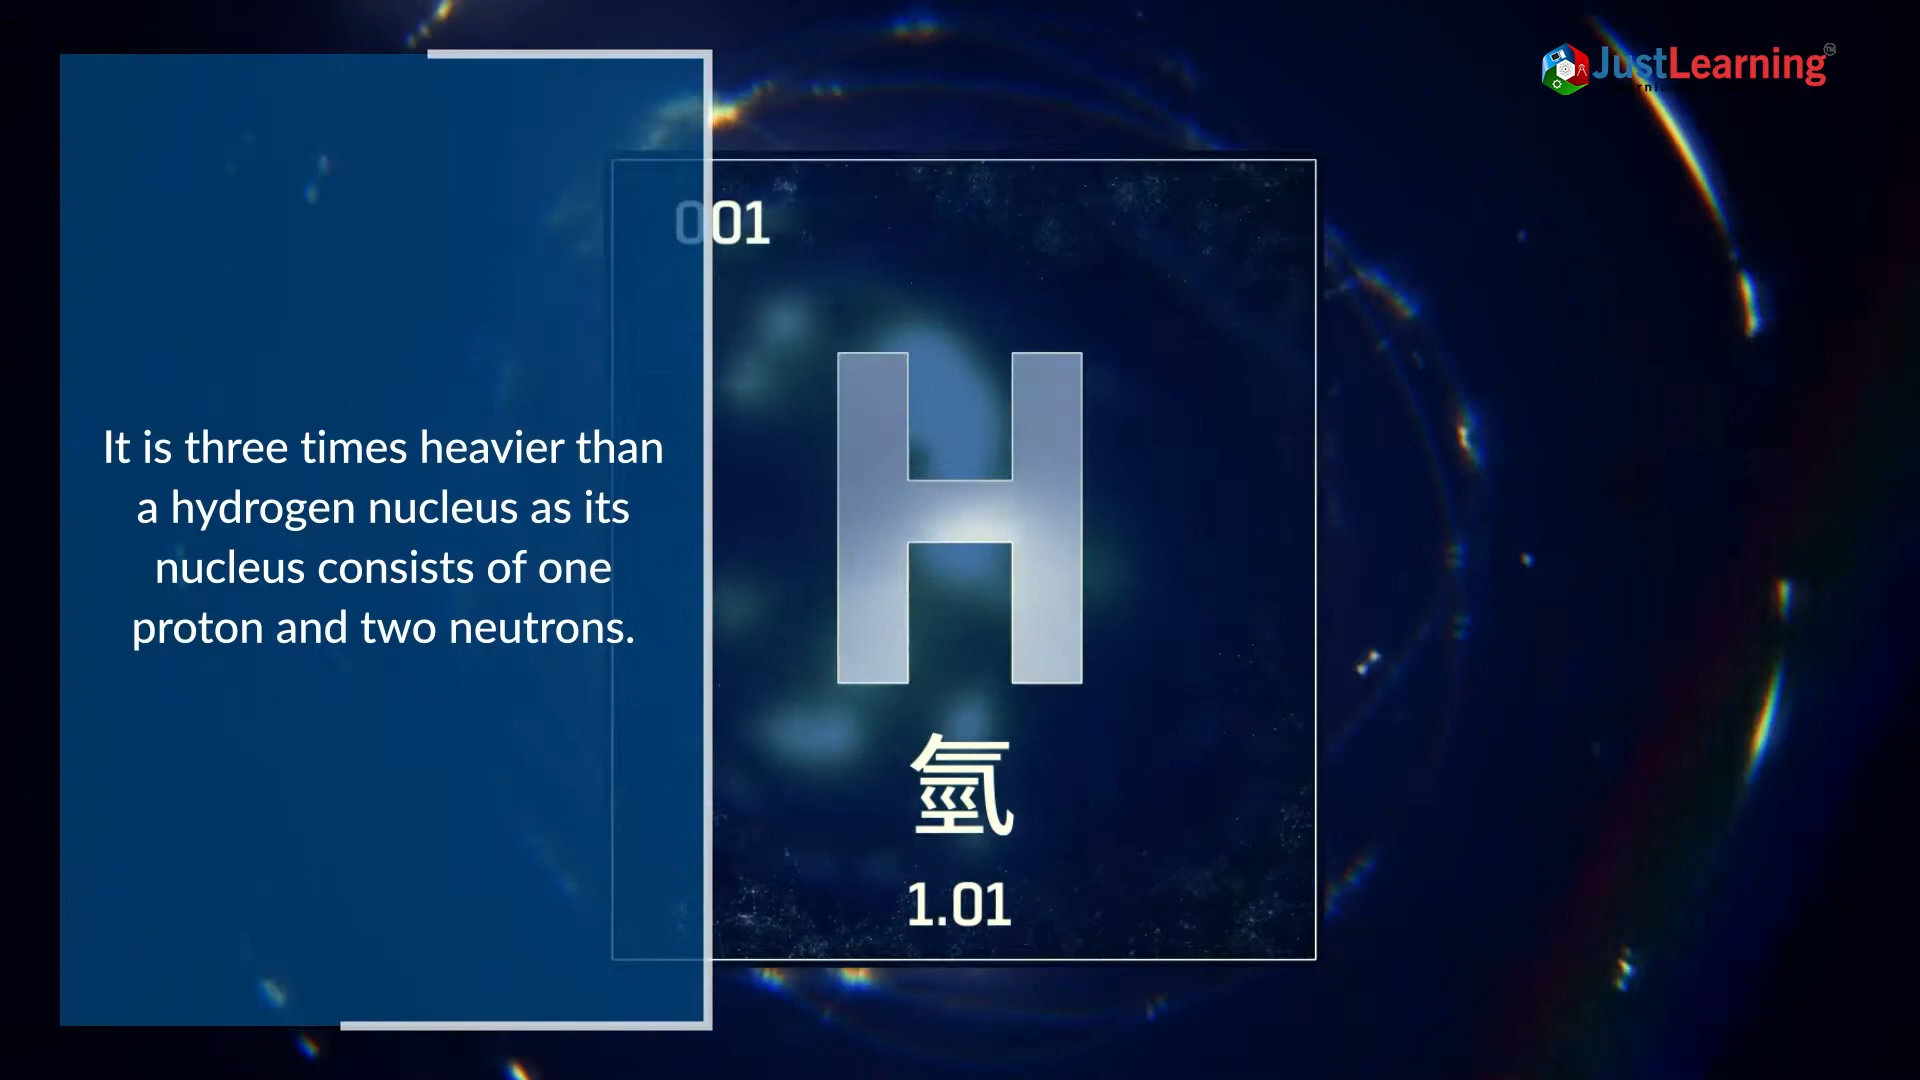 JustLearning™
It is three times heavier than
a hydrogen nucleus as its
nucleus consists of one
proton and two neutrons.
001
H
氫
1.01